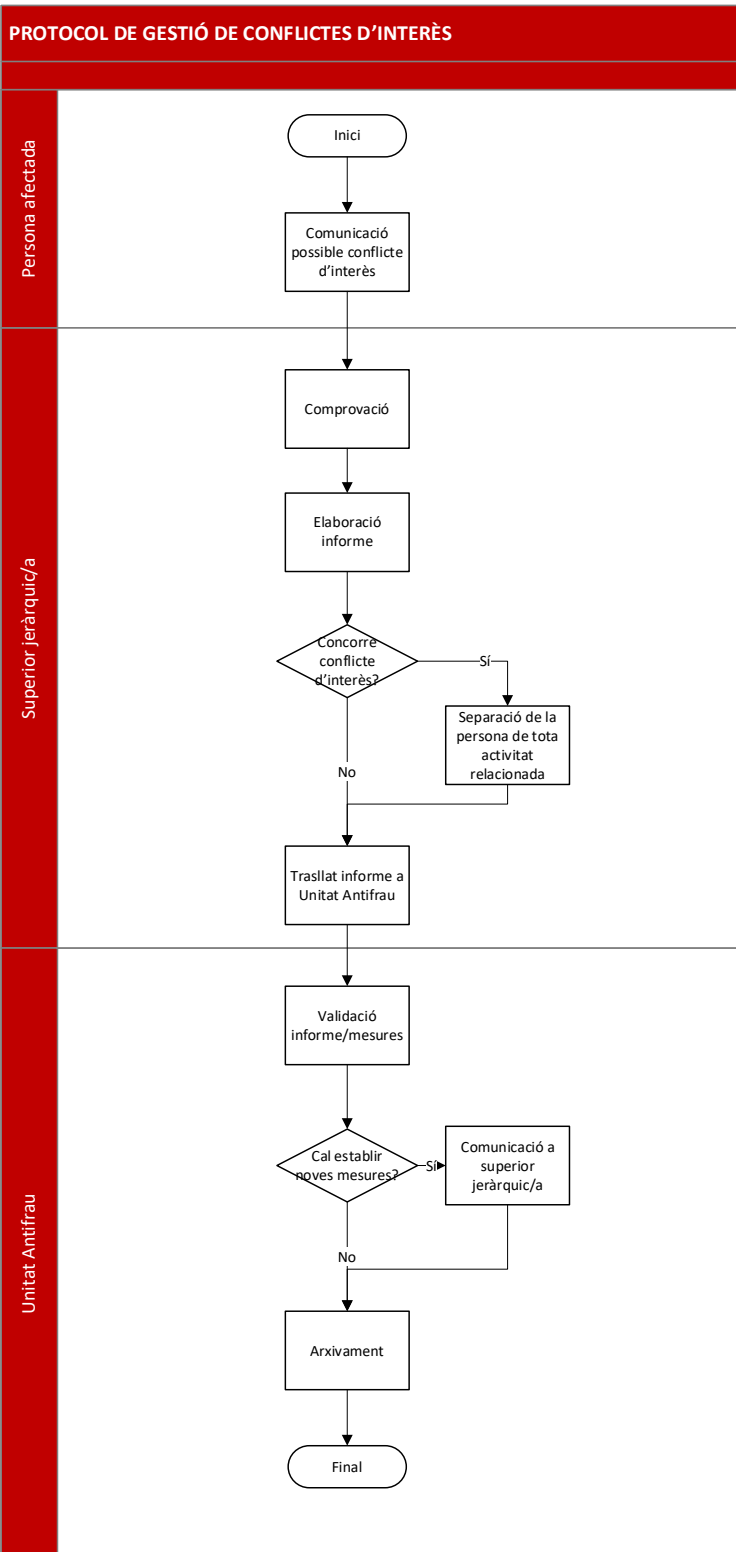 PROTOCOL DE GESTIÓ DE CONFLICTES D'INTERÈS
Persona afectada
Inici
Comunicació
possible conflicte
d'interès
Superior jeràrquic/a
Comprovació
Elaboració
informe
Concorre
conflicte
d'interès?
Sí
Separació de la
persona de tota
activitat
relacionada
No
Trasllat informe a
Unitat Antifrau
Unitat Antifrau
Validació
informe/mesures
Cal establir
noves mesures?
Sí
Comunicació a
superior
jeràrquic/a
No
Arxivament
Final